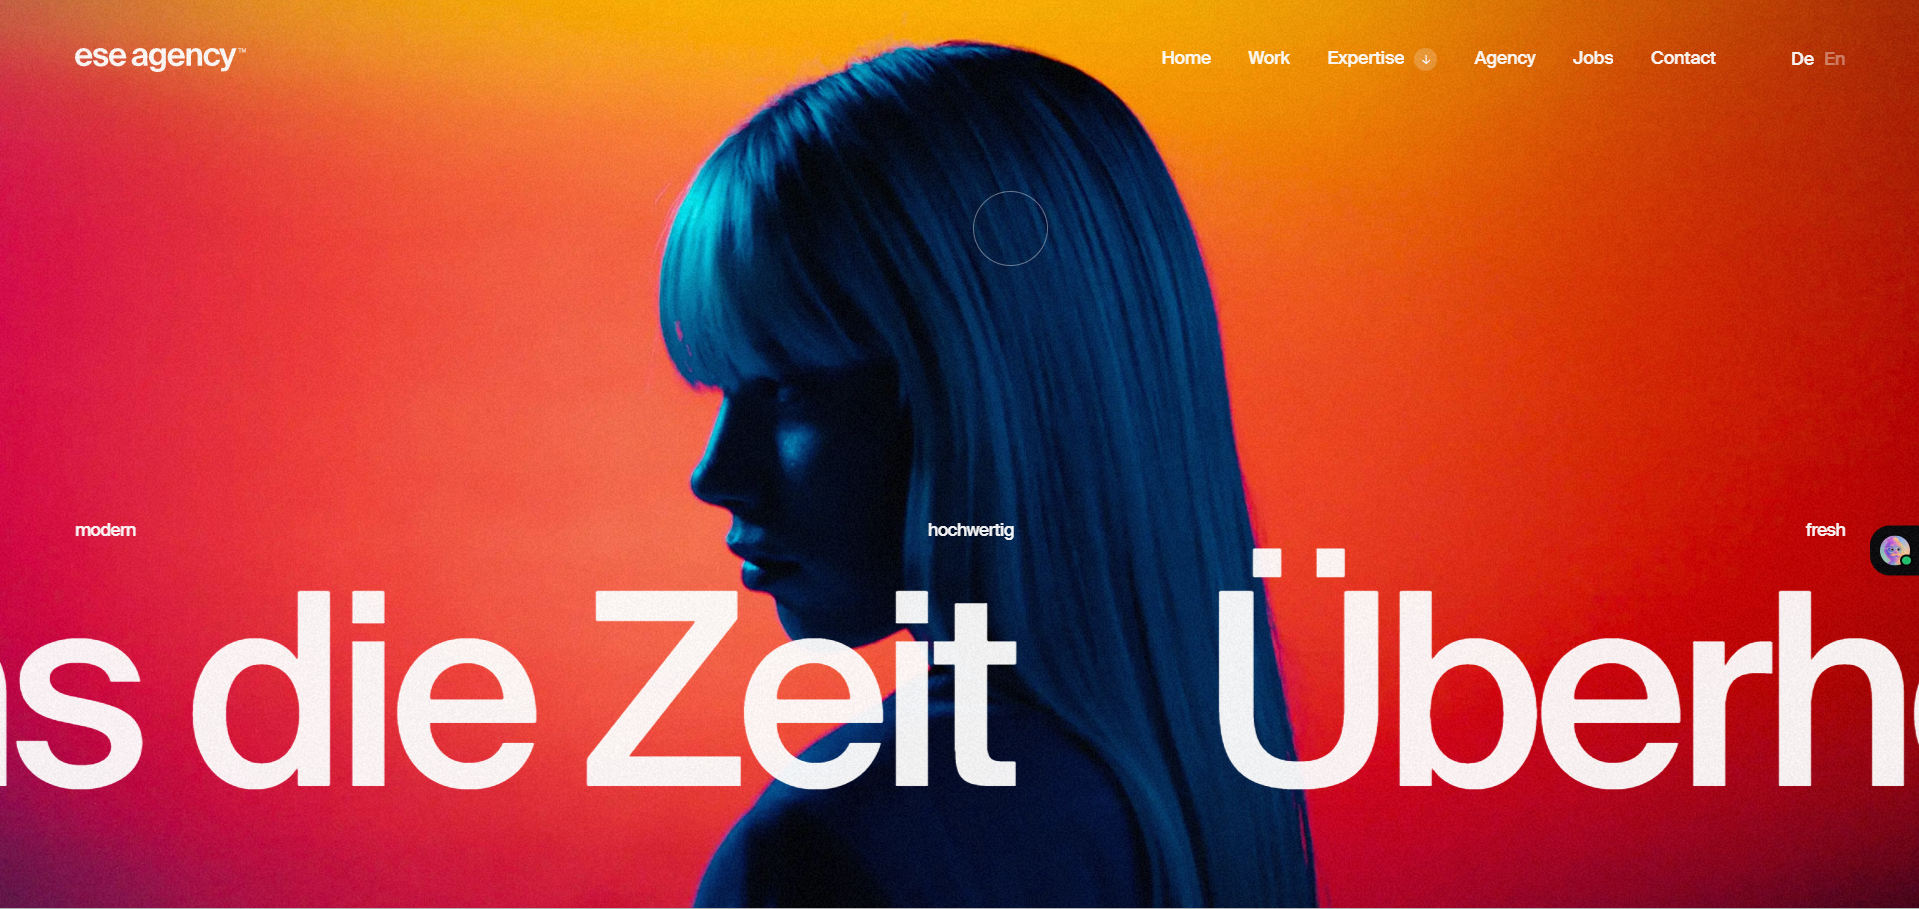 ese agency™
Home Work Expertise Agency Jobs Contact De En
modern hochwertig fresh
s die Zeit Überh